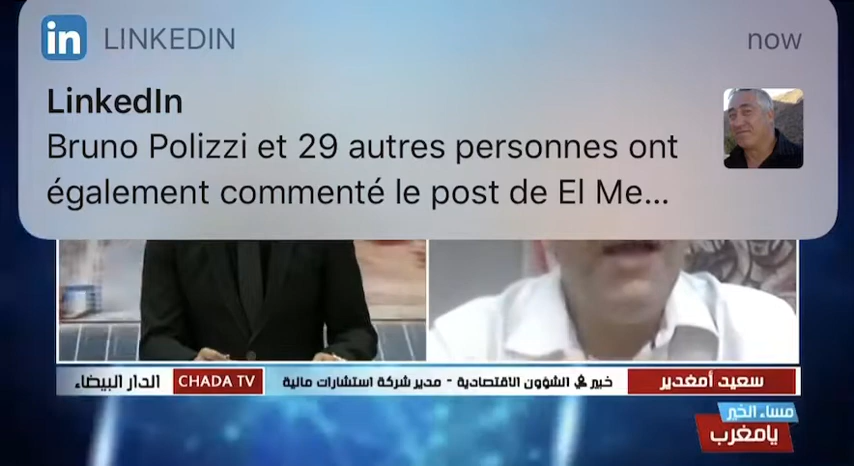 in LINKEDIN now
LinkedIn
Bruno Polizzi et 29 autres personnes ont
également commenté le post de El Me...
سعيد أمغدير
خبير في الشؤون الاقتصادية - مدير شركة استشارات مالية
CHADA TV
الدار البيضاء
مساء الخير
يامغرب